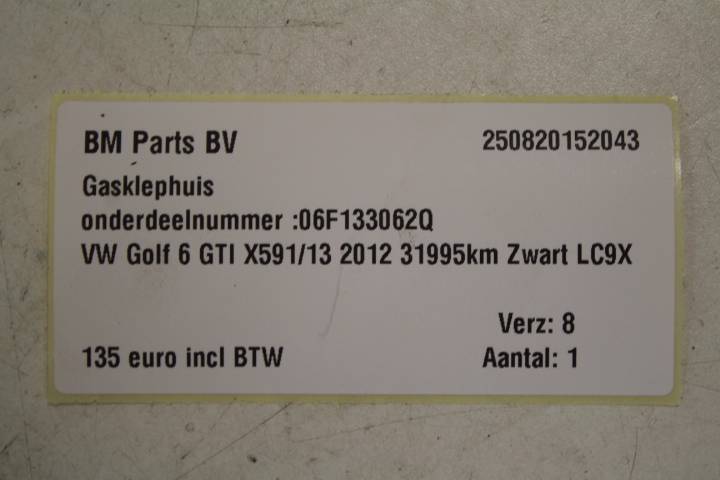 BM Parts BV 250820152043
Gasklephuis
onderdeelnummer :06F133062Q
VW Golf 6 GTI X591/13 2012 31995km Zwart LC9X
Verz: 8
135 euro incl BTW Aantal: 1